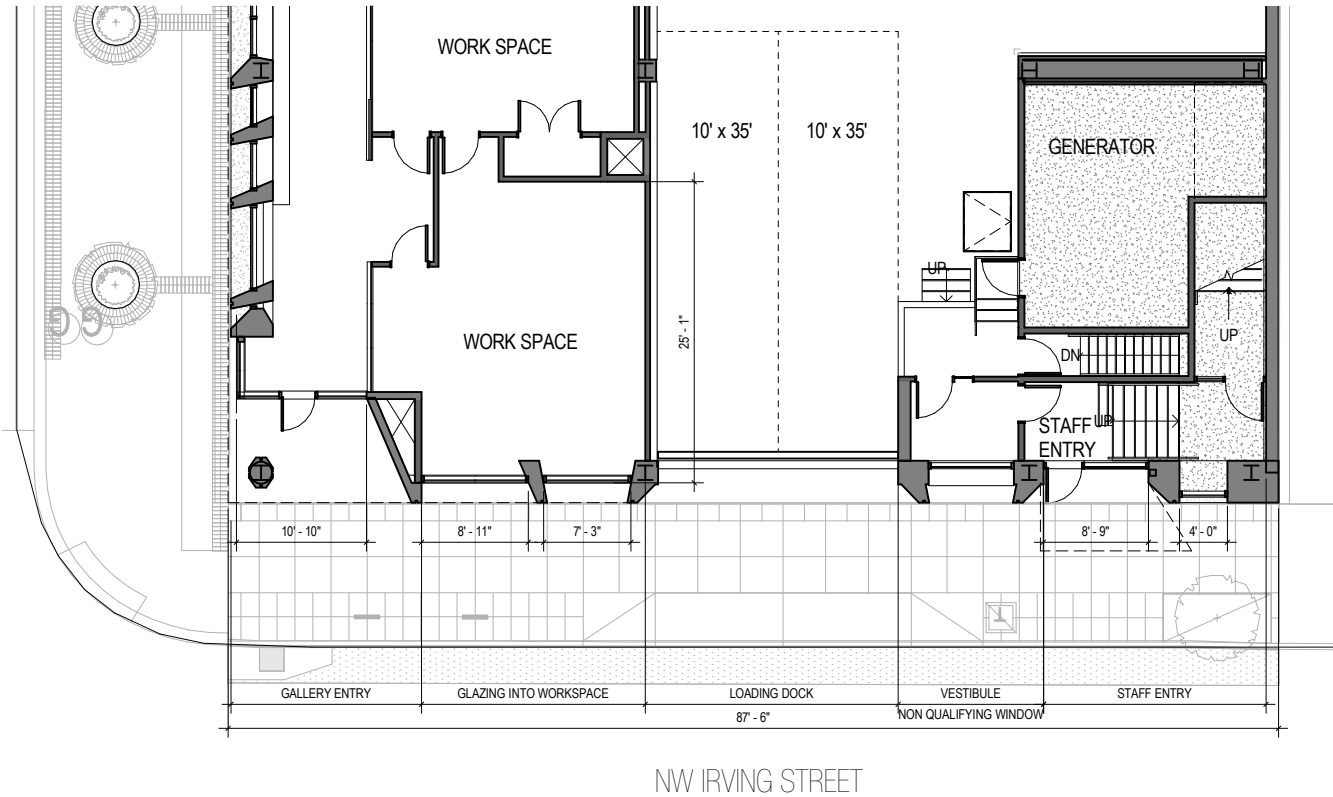 WORK SPACE
10' x 35'
10' x 35'
GENERATOR
UP
UP
25' - 1"
WORK SPACE
DN
UP
STAFF
ENTRY
10' - 10"
8' - 11"
7' - 3"
8' - 9"
4' - 0"
GALLERY ENTRY
GLAZING INTO WORKSPACE
LOADING DOCK
VESTIBULE
STAFF ENTRY
87' - 6"
NON QUALIFYING WINDOW
NW IRVING STREET